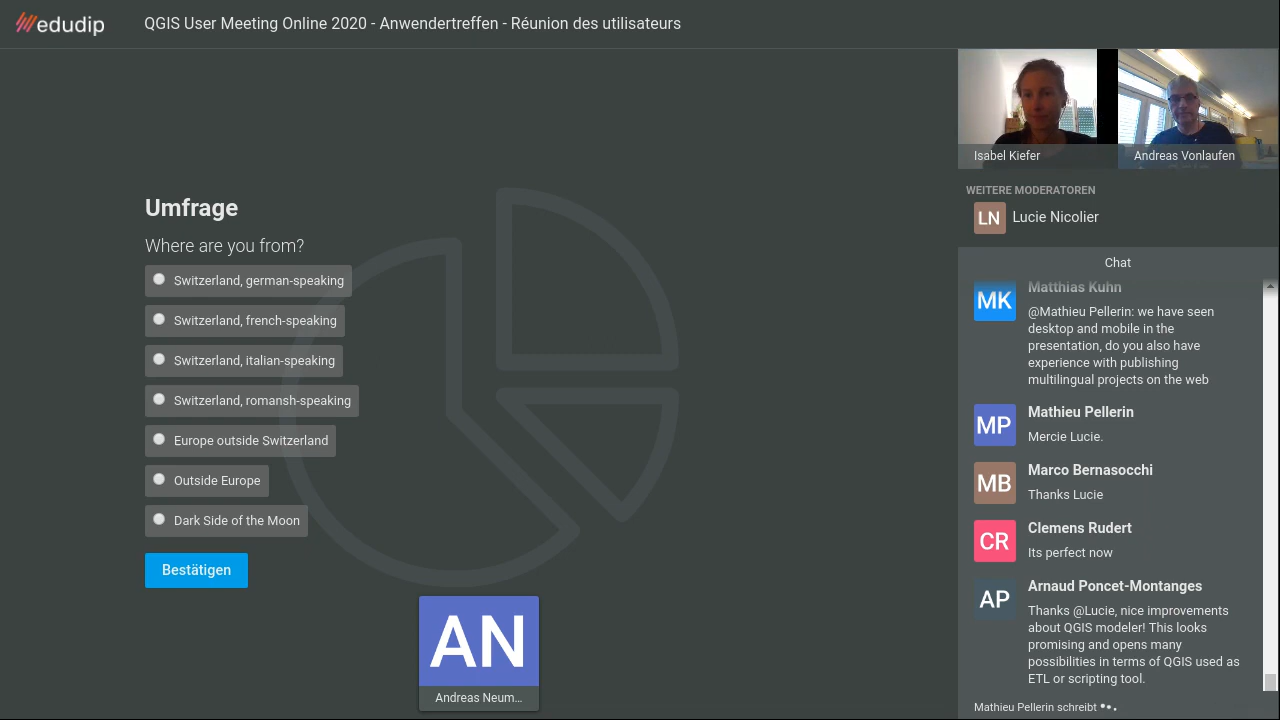 edudip
QGIS User Meeting Online 2020 - Anwendertreffen - Réunion des utilisateurs
Umfrage
Where are you from?
Switzerland, german-speaking
Switzerland, french-speaking
Switzerland, italian-speaking
Switzerland, romansh-speaking
Europe outside Switzerland
Outside Europe
Dark Side of the Moon
Bestätigen
AN
Andreas Neum...
Isabel Kiefer
Andreas Vonlaufen
WEITERE MODERATOREN
LN
Lucie Nicolier
Chat
MK
Matthias Kuhn
@Mathieu Pellerin: we have seen
desktop and mobile in the
presentation, do you also have
experience with publishing
multilingual projects on the web
MP
Mathieu Pellerin
Mercie Lucie.
MB
Marco Bernasocchi
Thanks Lucie
CR
Clemens Rudert
Its perfect now
AP
Arnaud Poncet-Montanges
Thanks @Lucie, nice improvements
about QGIS modeler! This looks
promising and opens many
possibilities in terms of QGIS used as
ETL or scripting tool.
Mathieu Pellerin schreibt